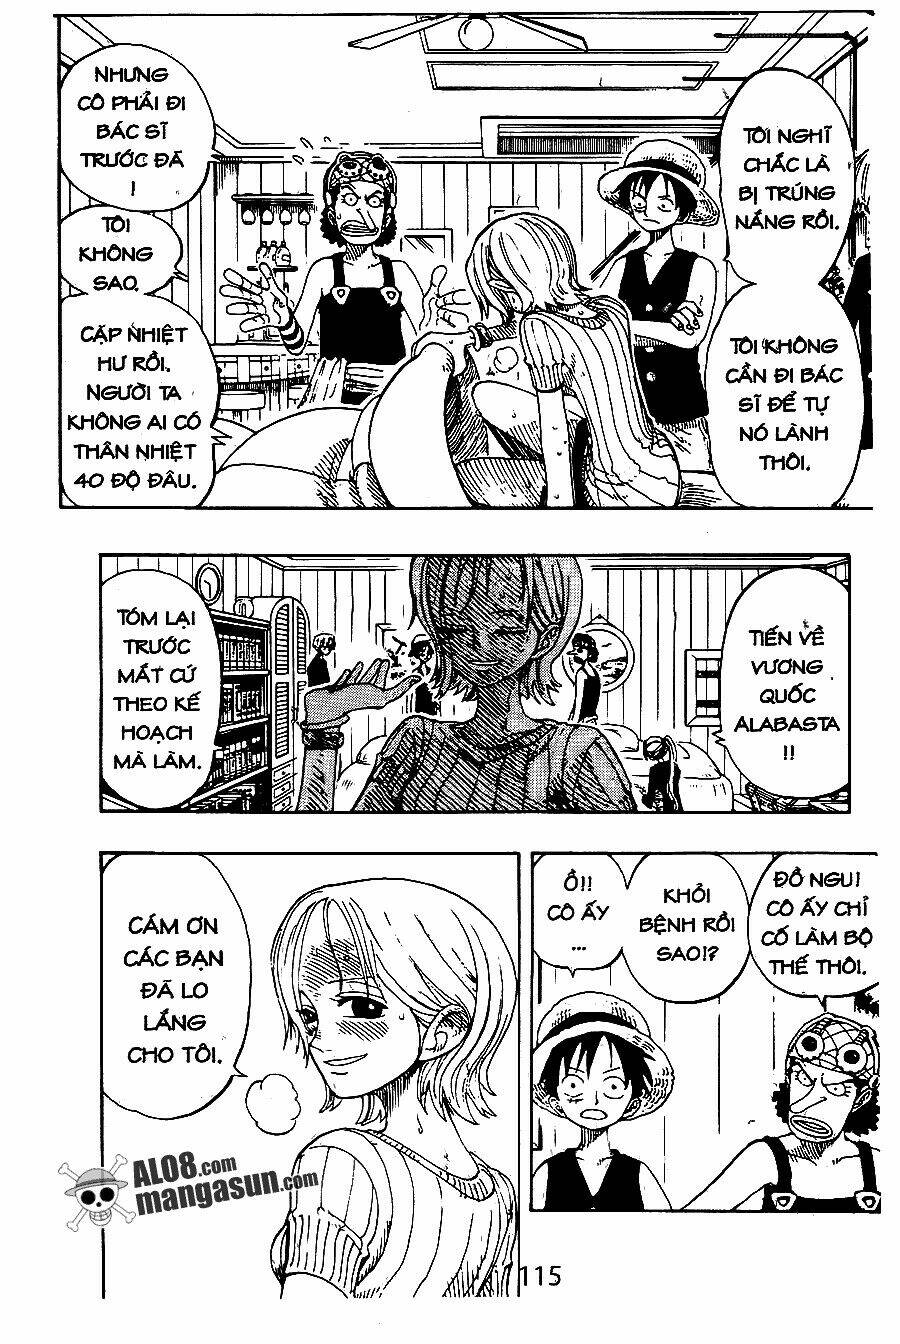 TÔI NGHĨ
CHẮC LÀ
BỊ TRÚNG
NẮNG RỒI.
TÔI KHÔNG
CẦN ĐI BÁC
SĨ ĐỂ TỰ
NÓ LÀNH
THÔI.
NHƯNG
CÔ PHẢI ĐI
BÁC SĨ
TRƯỚC ĐÃ
!
TÔI
KHÔNG
SAO.
CẶP NHIỆT
HƯ RỒI.
NGƯỜI TA
KHÔNG AI CÓ
THÂN NHIỆT
40 ĐỘ ĐÂU.
TIẾN VỀ
VƯƠNG
QUỐC
ALABASTA
!!
TÓM LẠI
TRƯỚC
MẮT CỨ
THEO KẾ
HOẠCH
MÀ LÀM.
ĐỒ NGU!
CÔ ẤY CHỈ
CỐ LÀM BỘ
THẾ THÔI.
KHỎI
BỆNH RỒI
SAO!?
Ồ!!
CÔ ẤY
...
CÁM ƠN
CÁC BẠN
ĐÃ LO
LẮNG
CHO TÔI.
AL08.com
mangasun.com
115